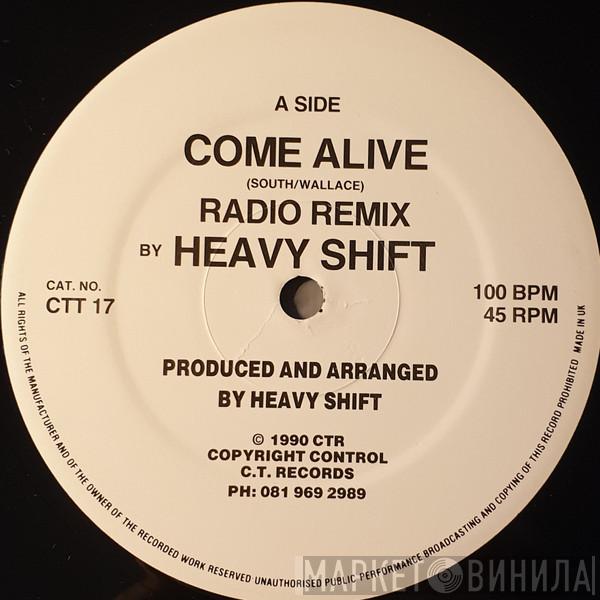 A SIDE
COME ALIVE
(SOUTH/WALLACE)
RADIO REMIX
BY HEAVY SHIFT
CAT. NO.
CTT 17
100 BPM
45 RPM
PRODUCED AND ARRANGED
BY HEAVY SHIFT
© 1990 CTR
COPYRIGHT CONTROL
C.T. RECORDS
PH: 081 969 2989
ALL RIGHTS OF THE MANUFACTURER AND OF THE OWNER OF THE RECORDED WORK RESERVED·UNAUTHORISED PUBLIC PERFORMANCE BROADCASTING AND COPYING OF THIS RECORD PROHIBITED MADE IN UK
МАРКЕТ ВИНИЛА